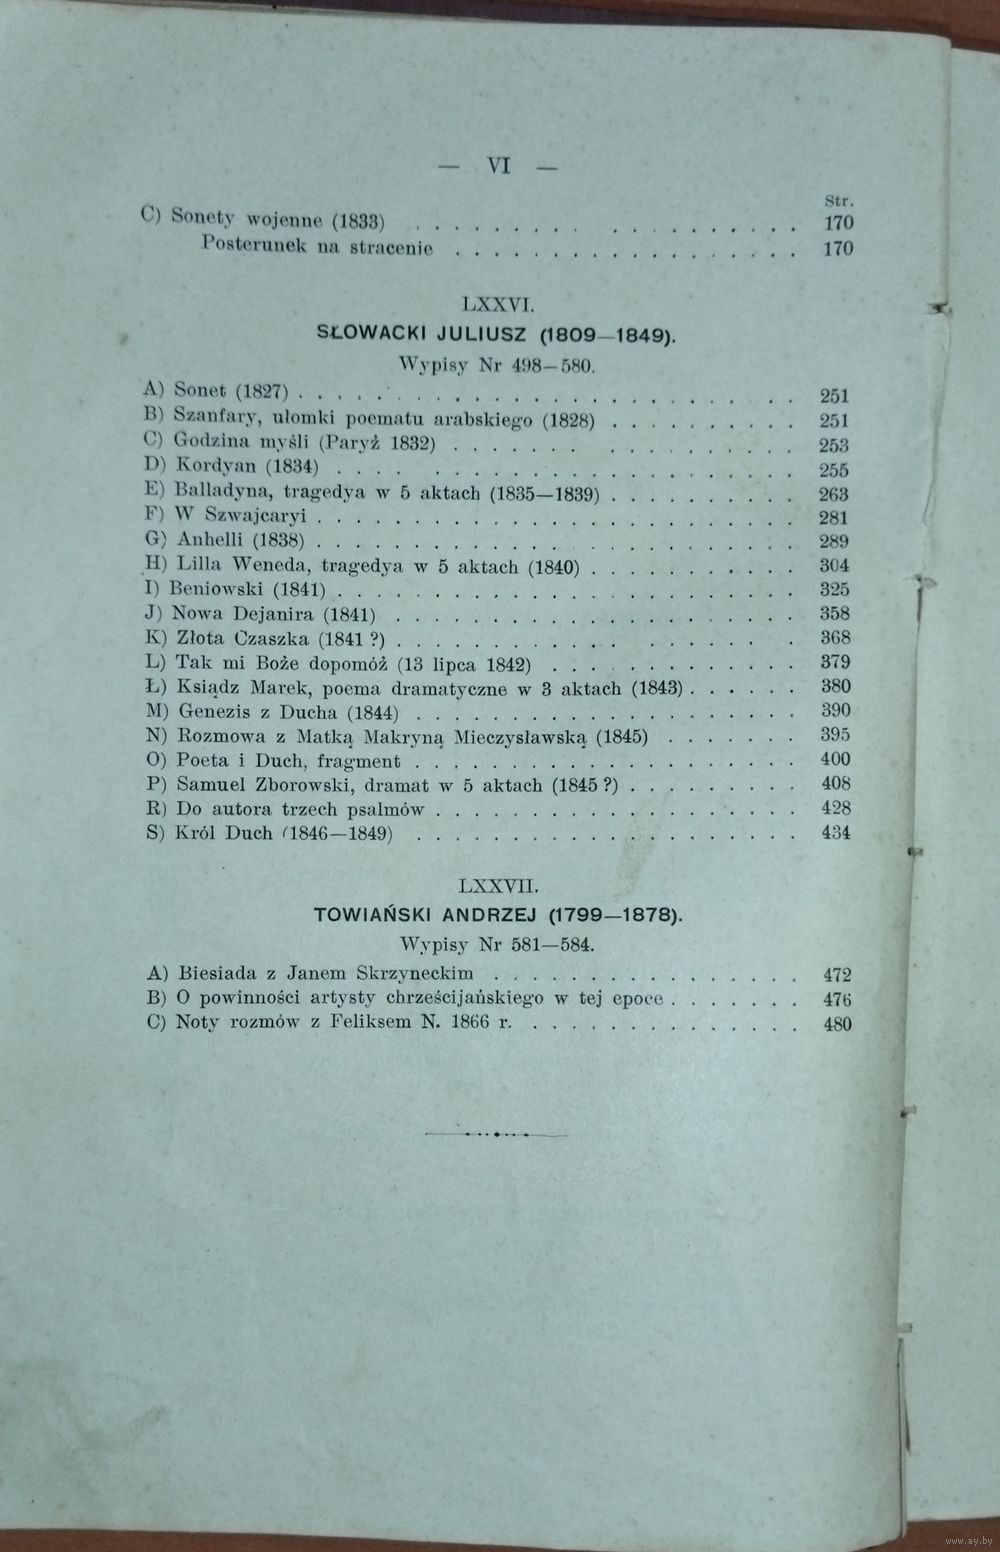 — VI —
Str.
C) Sonety wojenne (1833) . . . . . . . . . . . . . . . . . . . 170
Posterunek na stracenie . . . . . . . . . . . . . . . . . . 170
LXXVI.
SŁOWACKI JULIUSZ (1809—1849).
Wypisy Nr 498—580.
A) Sonet (1827) . . . . . . . . . . . . . . . . . . . . . . . . 251
B) Szanfary, ułomki poematu arabskiego (1828) . . . . . . . . . . 251
C) Godzina myśli (Paryż 1832) . . . . . . . . . . . . . . . . . 253
D) Kordyan (1834) . . . . . . . . . . . . . . . . . . . . . . 255
E) Balladyna, tragedya w 5 aktach (1835—1839) . . . . . . . . . . 263
F) W Szwajcaryi . . . . . . . . . . . . . . . . . . . . . . . . 281
G) Anhelli (1838) . . . . . . . . . . . . . . . . . . . . . . . . 289
H) Lilla Weneda, tragedya w 5 aktach (1840) . . . . . . . . . . . 304
I) Beniowski (1841) . . . . . . . . . . . . . . . . . . . . . . . 325
J) Nowa Dejanira (1841) . . . . . . . . . . . . . . . . . . . . 358
K) Złota Czaszka (1841 ?) . . . . . . . . . . . . . . . . . . . . 368
L) Tak mi Boże dopomóż (13 lipca 1842) . . . . . . . . . . . . 379
Ł) Ksiądz Marek, poema dramatyczne w 3 aktach (1843) . . . . . . 380
M) Genezis z Ducha (1844) . . . . . . . . . . . . . . . . . . . 390
N) Rozmowa z Matką Makryną Mieczysławską (1845) . . . . . . . 395
O) Poeta i Duch, fragment . . . . . . . . . . . . . . . . . . . 400
P) Samuel Zborowski, dramat w 5 aktach (1845 ?) . . . . . . . . . 408
R) Do autora trzech psalmów . . . . . . . . . . . . . . . . . . 428
S) Król Duch (1846—1849) . . . . . . . . . . . . . . . . . . . 434
LXXVII.
TOWIAŃSKI ANDRZEJ (1799—1878).
Wypisy Nr 581—584.
A) Biesiada z Janem Skrzyneckim . . . . . . . . . . . . . . . . 472
B) O powinności artysty chrześcijańskiego w tej epoce . . . . . . . 476
C) Noty rozmów z Feliksem N. 1866 r. . . . . . . . . . . . . . . 480
www.ay.by